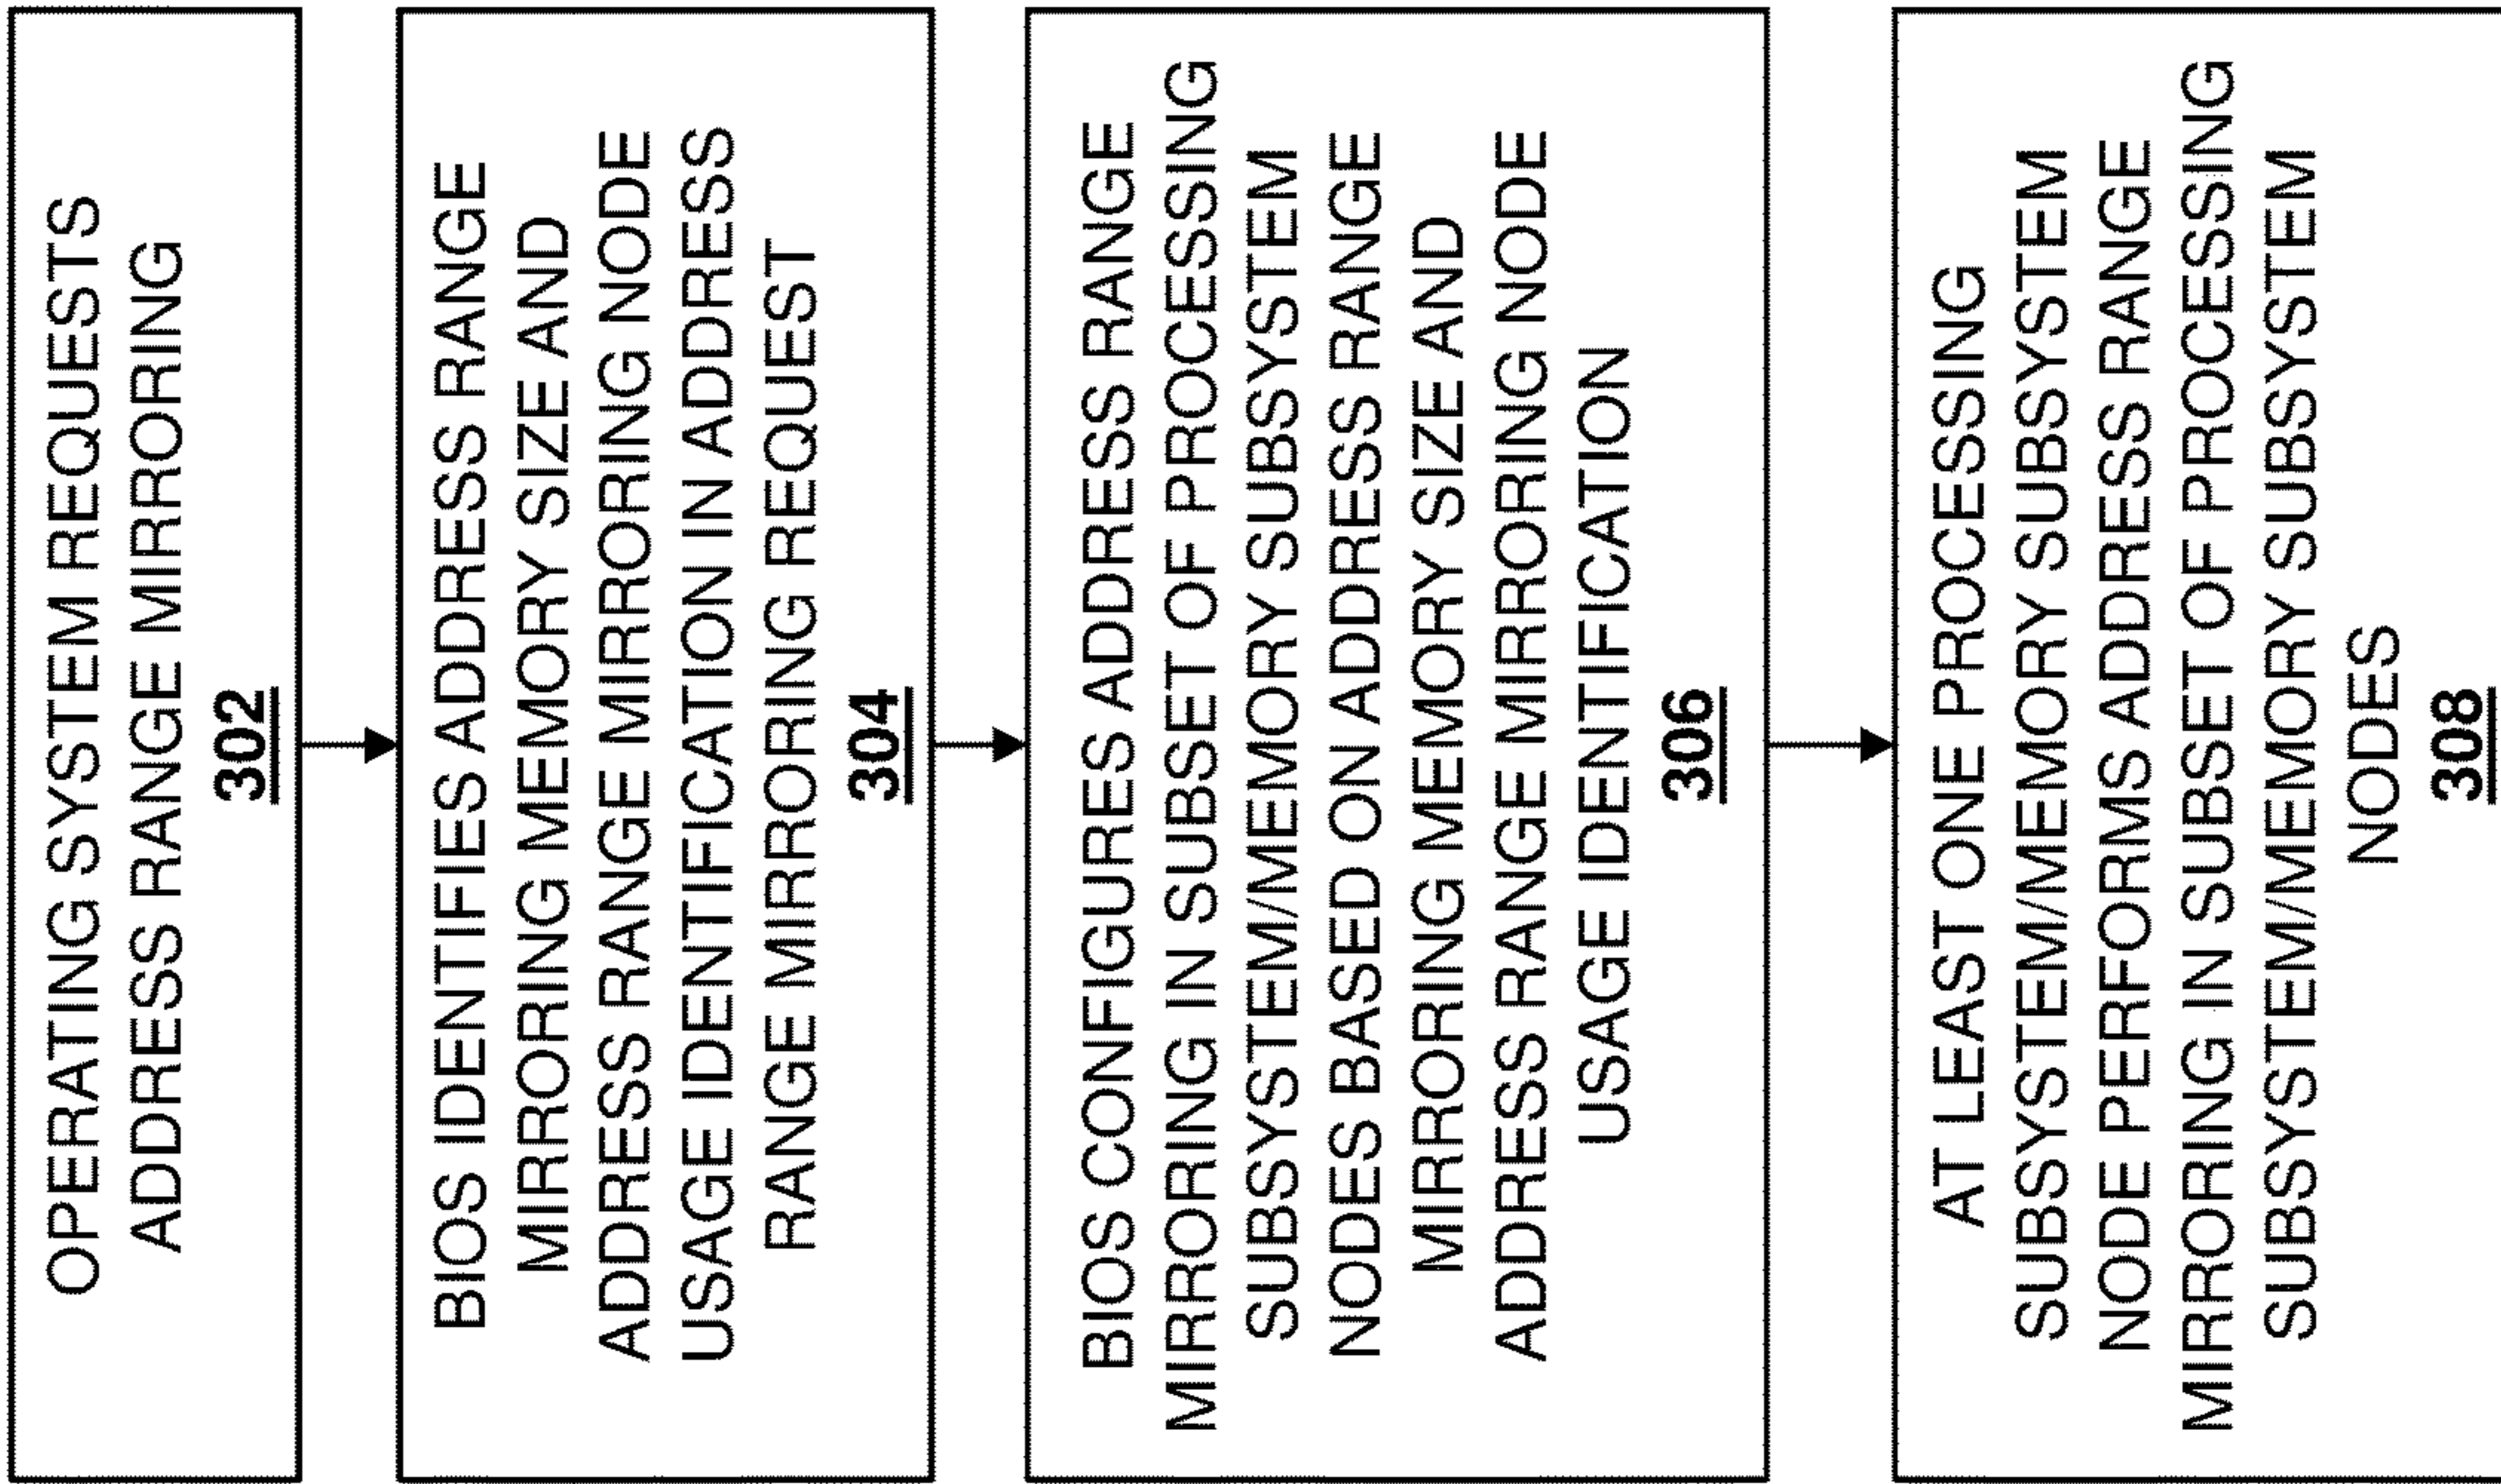 OPERATING SYSTEM REQUESTS
ADDRESS RANGE MIRRORING
302
BIOS IDENTIFIES ADDRESS RANGE
MIRRORING MEMORY SIZE AND
ADDRESS RANGE MIRRORING NODE
USAGE IDENTIFICATION IN ADDRESS
RANGE MIRRORING REQUEST
304
BIOS CONFIGURES ADDRESS RANGE
MIRRORING IN SUBSET OF PROCESSING
SUBSYSTEM/MEMORY SUBSYSTEM
NODES BASED ON ADDRESS RANGE
MIRRORING MEMORY SIZE AND
ADDRESS RANGE MIRRORING NODE
USAGE IDENTIFICATION
306
AT LEAST ONE PROCESSING
SUBSYSTEM/MEMORY SUBSYSTEM
NODE PERFORMS ADDRESS RANGE
MIRRORING IN SUBSET OF PROCESSING
SUBSYSTEM/MEMORY SUBSYSTEM
NODES
308